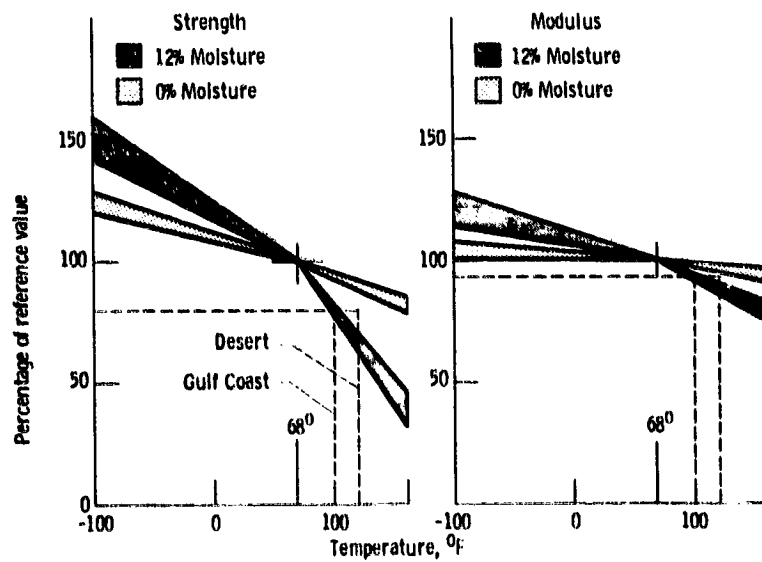 Strength
12% Moisture
0% Moisture
Modulus
12% Moisture
0% Moisture
Percentage of reference value
150
100
50
0
150
100
50
Desert
Gulf Coast
68⁰
68⁰
-100
0
100
-100
0
100
Temperature, ⁰F